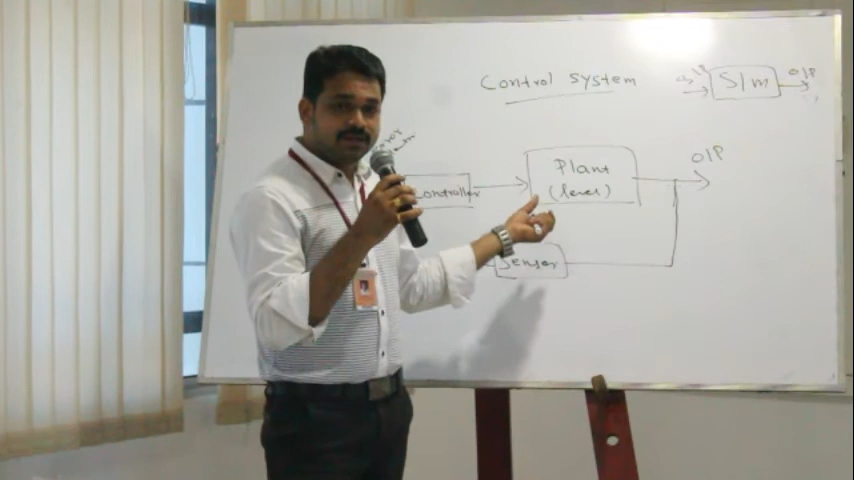 Control System
S/m
O/P
O/P
Plant
(level)
Controller
Sensor